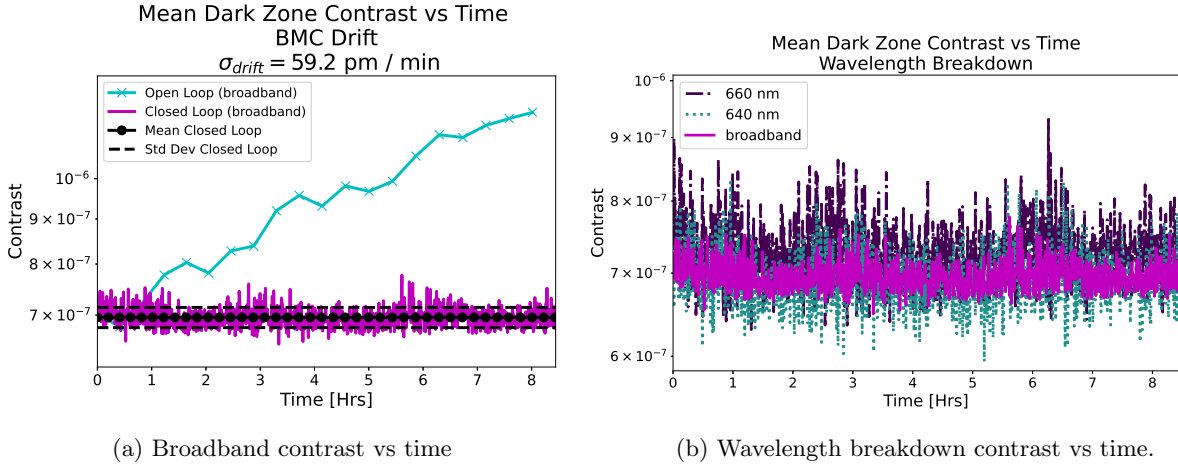 Mean Dark Zone Contrast vs Time
BMC Drift
σ_drift = 59.2 pm / min
Open Loop (broadband)
Closed Loop (broadband)
Mean Closed Loop
Std Dev Closed Loop
Contrast
10⁻⁶
9 × 10⁻⁷
8 × 10⁻⁷
7 × 10⁻⁷
0 1 2 3 4 5 6 7 8
Time [Hrs]
(a) Broadband contrast vs time
Mean Dark Zone Contrast vs Time
Wavelength Breakdown
660 nm
640 nm
broadband
Contrast
10⁻⁶
9 × 10⁻⁷
8 × 10⁻⁷
7 × 10⁻⁷
6 × 10⁻⁷
0 1 2 3 4 5 6 7 8
Time [Hrs]
(b) Wavelength breakdown contrast vs time.